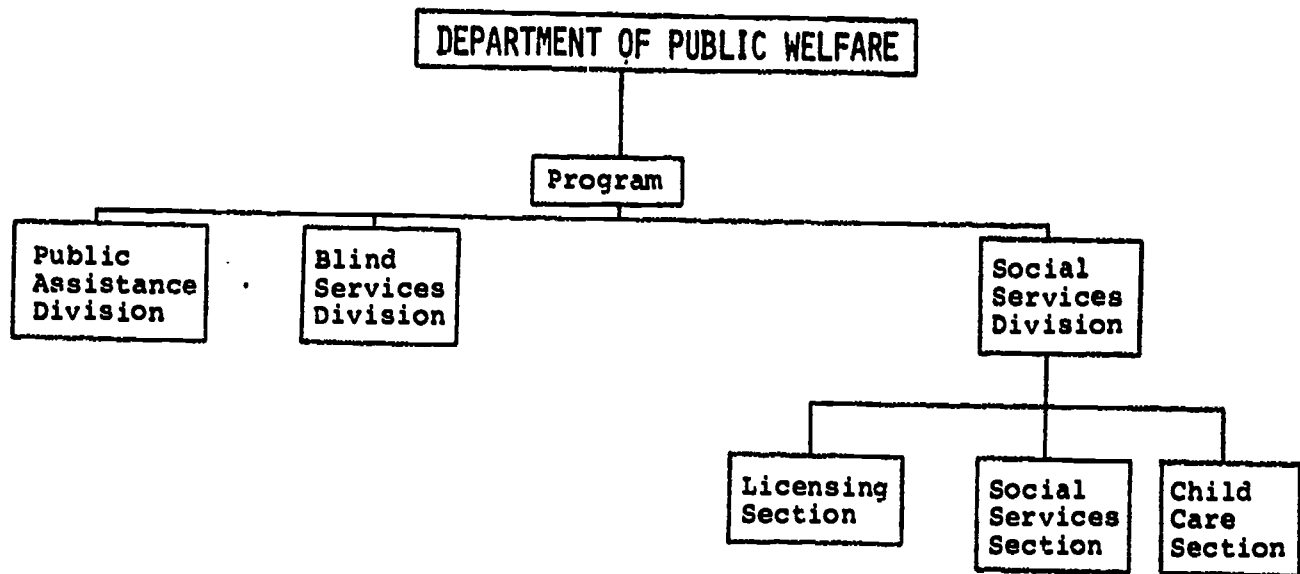 DEPARTMENT OF PUBLIC WELFARE
Program
Public
Assistance
Division
Blind
Services
Division
Social
Services
Division
Licensing
Section
Social
Services
Section
Child
Care
Section